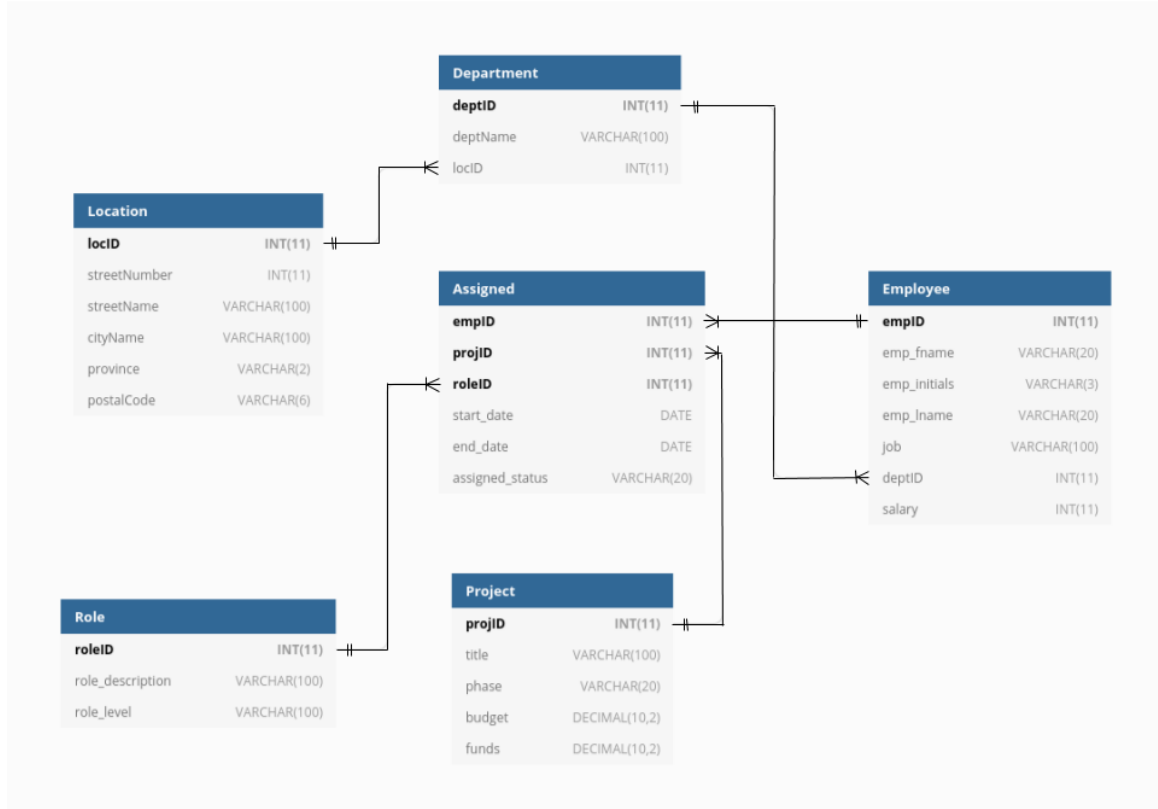 Department
deptID INT(11)
deptName VARCHAR(100)
locID INT(11)
Location
locID INT(11)
streetNumber INT(11)
streetName VARCHAR(100)
cityName VARCHAR(100)
province VARCHAR(2)
postalCode VARCHAR(6)
Assigned
empID INT(11)
projID INT(11)
roleID INT(11)
start_date DATE
end_date DATE
assigned_status VARCHAR(20)
Employee
empID INT(11)
emp_fname VARCHAR(20)
emp_initials VARCHAR(3)
emp_lname VARCHAR(20)
job VARCHAR(100)
deptID INT(11)
salary INT(11)
Role
roleID INT(11)
role_description VARCHAR(100)
role_level VARCHAR(100)
Project
projID INT(11)
title VARCHAR(100)
phase VARCHAR(20)
budget DECIMAL(10,2)
funds DECIMAL(10,2)